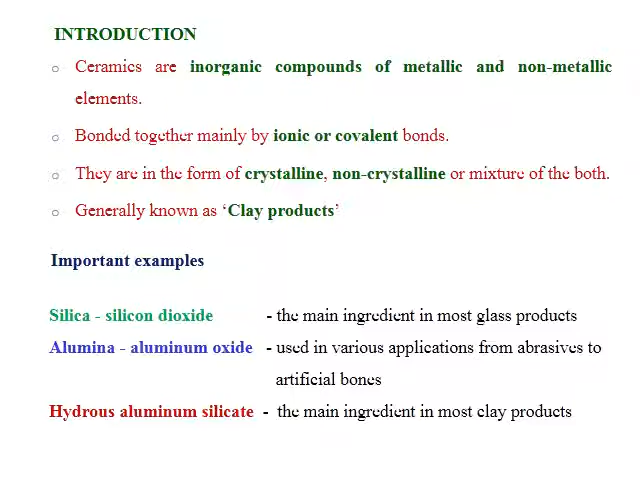 INTRODUCTION
○ Ceramics are inorganic compounds of metallic and non-metallic
elements.
○ Bonded together mainly by ionic or covalent bonds.
○ They are in the form of crystalline, non-crystalline or mixture of the both.
○ Generally known as ‘Clay products’
Important examples
Silica - silicon dioxide - the main ingredient in most glass products
Alumina - aluminum oxide - used in various applications from abrasives to
artificial bones
Hydrous aluminum silicate - the main ingredient in most clay products